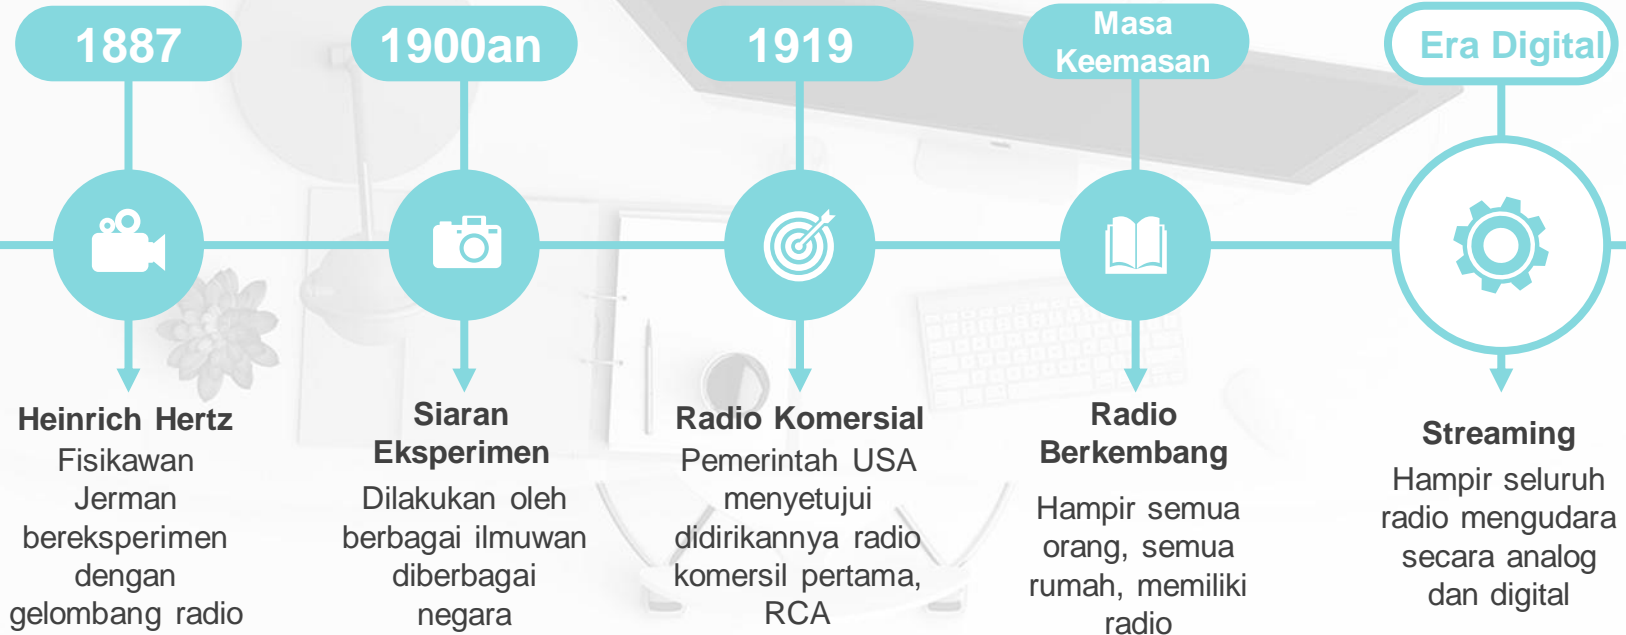 1887
1900an
1919
Masa
Keemasan
Era Digital
Heinrich Hertz
Fisikawan
Jerman
bereksperimen
dengan
gelombang radio
Siaran
Eksperimen
Dilakukan oleh
berbagai ilmuwan
diberbagai
negara
Radio Komersial
Pemerintah USA
menyetujui
didirikannya radio
komersil pertama,
RCA
Radio
Berkembang
Hampir semua
orang, semua
rumah, memiliki
radio
Streaming
Hampir seluruh
radio mengudara
secara analog
dan digital